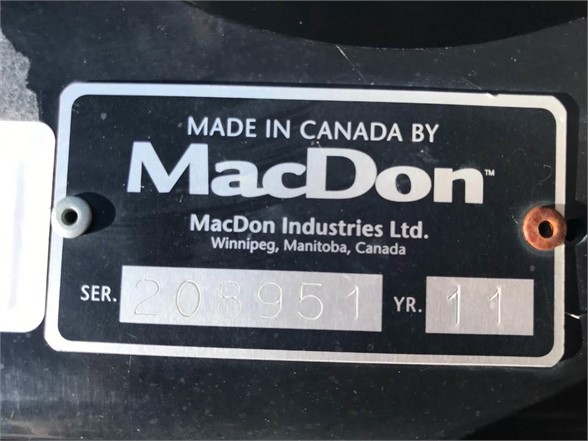 MADE IN CANADA BY
MacDon™
MacDon Industries Ltd.
Winnipeg, Manitoba, Canada
SER. 208951 YR. 11